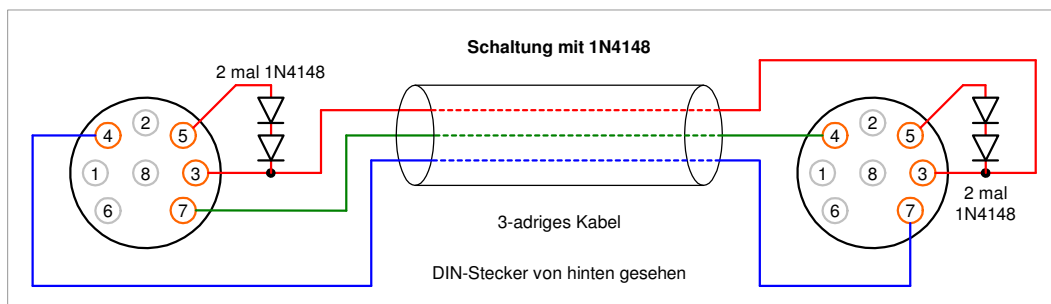 Schaltung mit 1N4148
2 mal 1N4148
2
4
5
1
8
3
6
7
3-adriges Kabel
DIN-Stecker von hinten gesehen
2
4
5
1
8
3
6
7
2 mal
1N4148